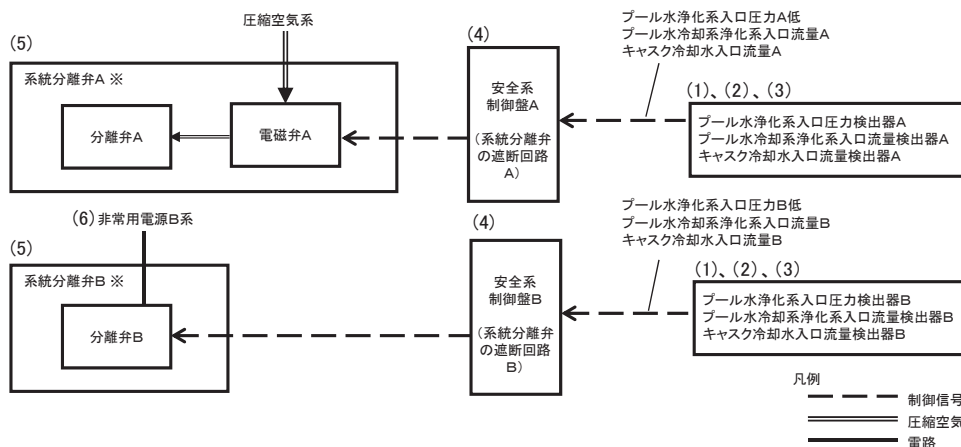 圧縮空気系
(5)
系統分離弁A ※
分離弁A
電磁弁A
(4)
安全系
制御盤A
(系統分離弁
の遮断回路
A)
プール水浄化系入口圧力A低
プール水冷却系浄化系入口流量A
キャスク冷却水入口流量A
(1)、(2)、(3)
プール水浄化系入口圧力検出器A
プール水冷却系浄化系入口流量検出器A
キャスク冷却水入口流量検出器A
(6) 非常用電源B系
(5)
系統分離弁B ※
分離弁B
(4)
安全系
制御盤B
(系統分離弁
の遮断回路
B)
プール水浄化系入口圧力B低
プール水冷却系浄化系入口流量B
キャスク冷却水入口流量B
(1)、(2)、(3)
プール水浄化系入口圧力検出器B
プール水冷却系浄化系入口流量検出器B
キャスク冷却水入口流量検出器B
凡例
制御信号
圧縮空気
電路